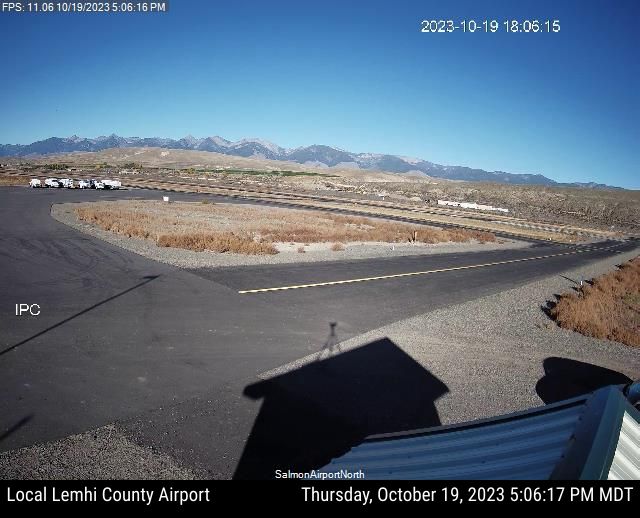 FPS: 11.06 10/19/2023 5:06:16 PM
2023-10-19 18:06:15
IPC
SalmonAirportNorth
Local Lemhi County Airport Thursday, October 19, 2023 5:06:17 PM MDT